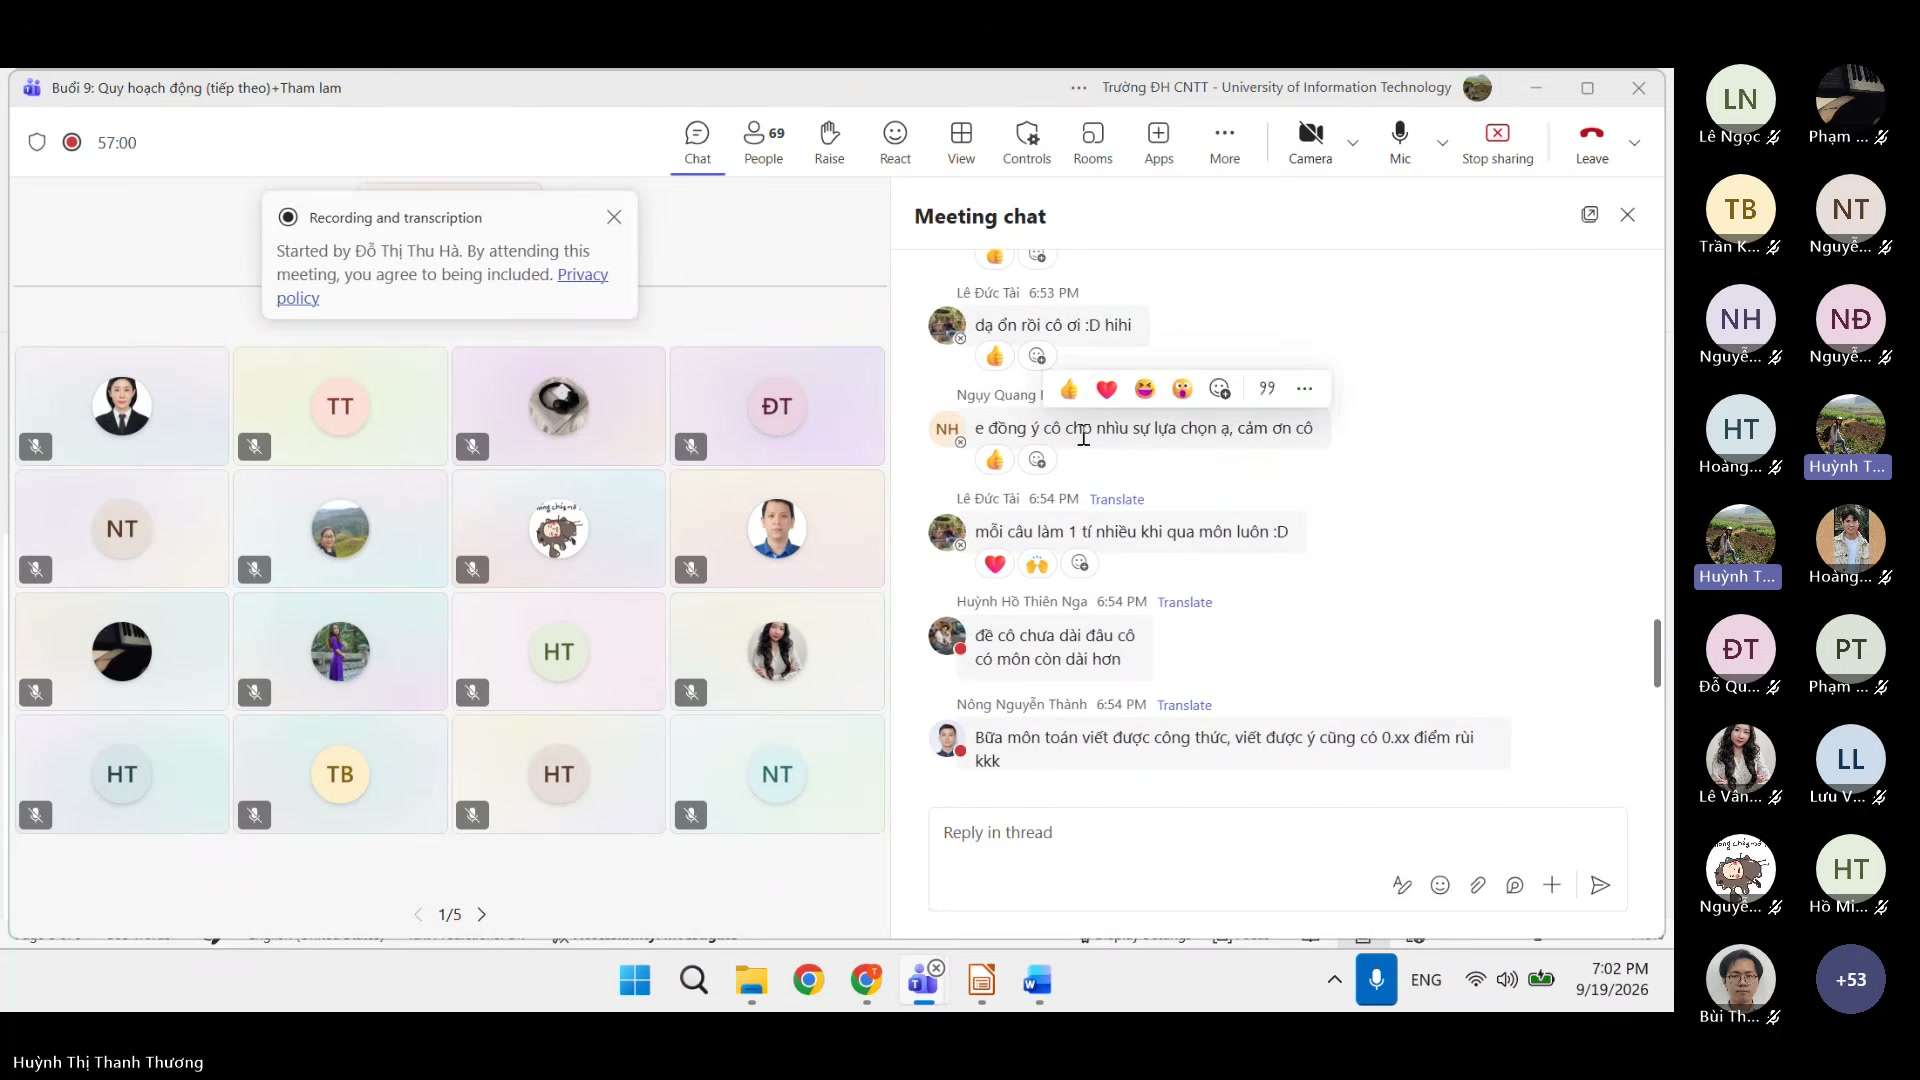 Buổi 9: Quy hoạch động (tiếp theo)+Tham lam
Trường ĐH CNTT - University of Information Technology
57:00
Chat
People
69
Raise
React
View
Controls
Rooms
Apps
More
Camera
Mic
Stop sharing
Leave
Recording and transcription
Started by Đỗ Thị Thu Hà. By attending this
meeting, you agree to being included. Privacy
policy
TT
ĐT
NT
HT
HT
TB
HT
NT
1/5
Meeting chat
Lê Đức Tài 6:53 PM
dạ ổn rồi cô ơi :D hihi
Ngụy Quang
NH
e đồng ý cô cho nhìu sự lựa chọn ạ, cảm ơn cô
Lê Đức Tài 6:54 PM Translate
mỗi câu làm 1 tí nhiều khi qua môn luôn :D
Huỳnh Hồ Thiên Nga 6:54 PM Translate
đề cô chưa dài đâu cô
có môn còn dài hơn
Nông Nguyễn Thành 6:54 PM Translate
Bữa môn toán viết được công thức, viết được ý cũng có 0.xx điểm rùi
kkk
Reply in thread
ENG
7:02 PM
9/19/2026
LN
Lê Ngọc
Phạm ...
TB
Trần K...
NT
Nguyễ...
NH
Nguyễ...
NĐ
Nguyễ...
HT
Hoàng...
Huỳnh T...
Huỳnh T...
Hoàng...
ĐT
Đỗ Qu...
PT
Phạm ...
Lê Vân...
LL
Lưu V...
Nguyễ...
HT
Hồ Mi...
Bùi Th...
+53
Huỳnh Thị Thanh Thương